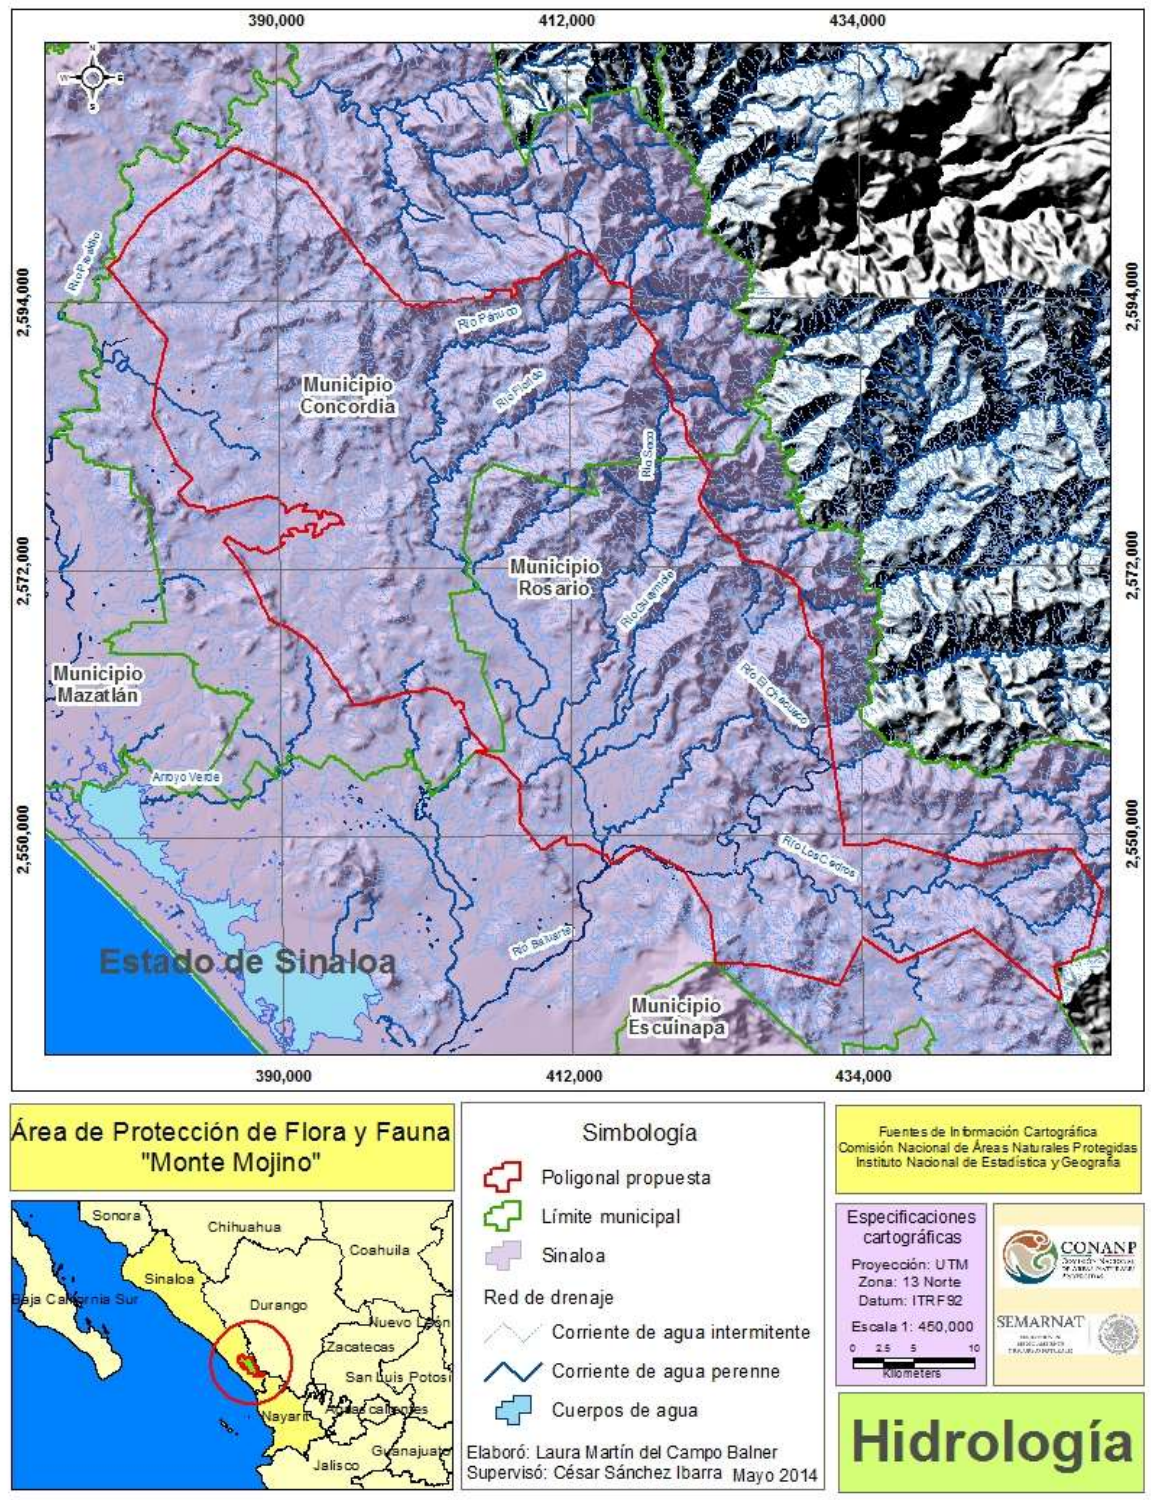 390,000
412,000
434,000
N
W
E
S
2,594,000
2,594,000
Río Presidio
Río Pánuco
Municipio
Concordia
Río Florido
Río Seco
2,572,000
2,572,000
Municipio
Rosario
Municipio
Mazatlán
Arroyo Verde
2,550,000
2,550,000
Río Los Cedros
Río Baluarte
Estado de Sinaloa
Municipio
Escuinapa
390,000
412,000
434,000
Área de Protección de Flora y Fauna
"Monte Mojino"
Sonora
Chihuahua
Coahuila
Sinaloa
Baja California Sur
Durango
Nuevo León
Zacatecas
San Luis Potosí
Nayarit
Aguascalientes
Guanajuato
Jalisco
Simbología
Poligonal propuesta
Límite municipal
Sinaloa
Red de drenaje
Corriente de agua intermitente
Corriente de agua perenne
Cuerpos de agua
Elaboró: Laura Martín del Campo Balner
Supervisó: César Sánchez Ibarra Mayo 2014
Fuentes de Información Cartográfica
Comisión Nacional de Áreas Naturales Protegidas
Instituto Nacional de Estadística y Geografía
Especificaciones
cartográficas
Proyección: UTM
Zona: 13 Norte
Datum: ITRF92
Escala 1: 450,000
0 2.5 5 10
Kilometers
CONANP
COMISIÓN NACIONAL
DE ÁREAS NATURALES
PROTEGIDAS
SEMARNAT
Hidrología